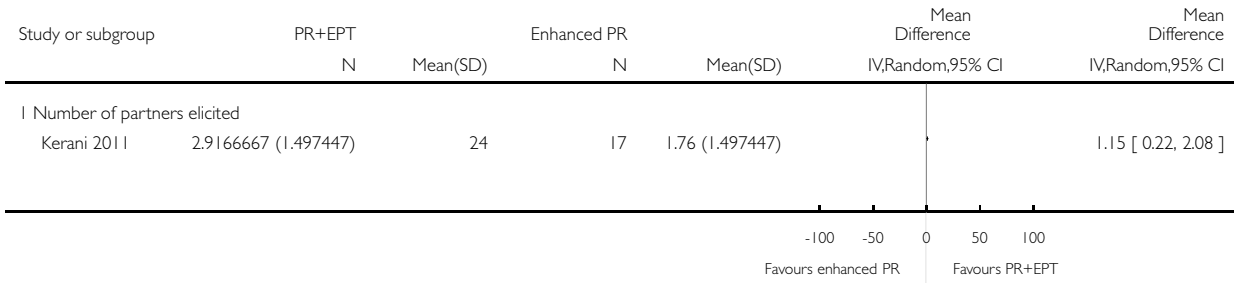 Study or subgroup PR+EPT Enhanced PR Mean Difference Mean Difference
N Mean(SD) N Mean(SD) IV,Random,95% CI IV,Random,95% CI
1 Number of partners elicited
Kerani 2011 2.9166667 (1.497447) 24 17 1.76 (1.497447) 1.15 [ 0.22, 2.08 ]
-100 -50 0 50 100
Favours enhanced PR Favours PR+EPT